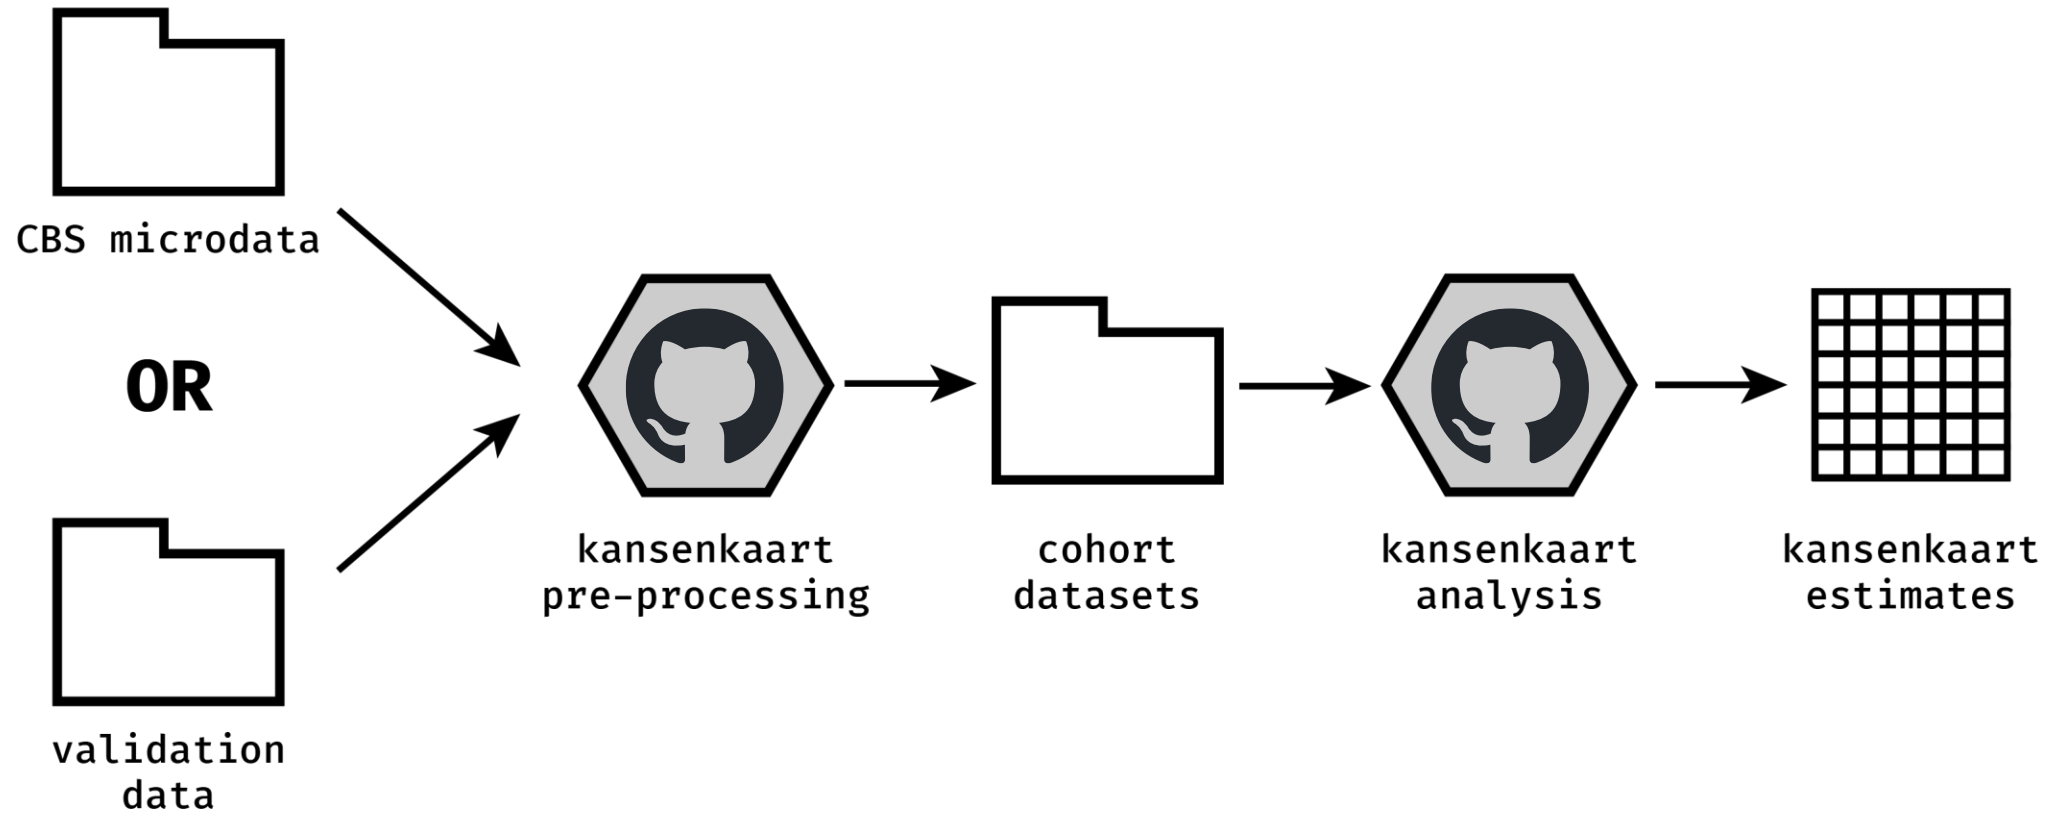 CBS microdata
OR
validation
data
kansenkaart
pre-processing
cohort
datasets
kansenkaart
analysis
kansenkaart
estimates